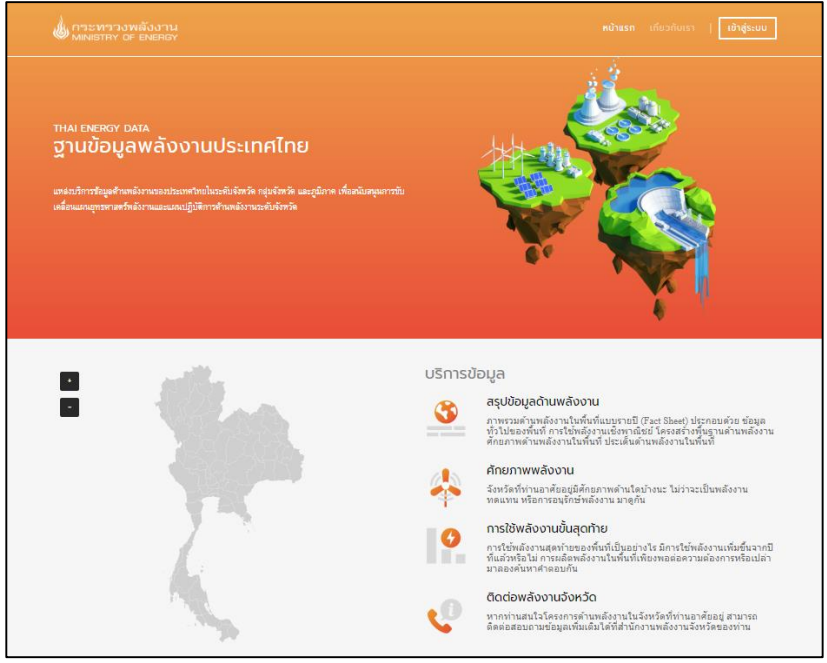 กระทรวงพลังงาน
MINISTRY OF ENERGY
หน้าแรก เกี่ยวกับเรา | เข้าสู่ระบบ
THAI ENERGY DATA
ฐานข้อมูลพลังงานประเทศไทย
แหล่งบริการข้อมูลด้านพลังงานของประเทศไทยในระดับจังหวัด กลุ่มจังหวัด และภูมิภาค เพื่อสนับสนุนการขับ
เคลื่อนแผนยุทธศาสตร์พลังงานและแผนปฏิบัติการด้านพลังงานระดับจังหวัด
+
-
บริการข้อมูล
สรุปข้อมูลด้านพลังงาน
ภาพรวมด้านพลังงานในพื้นที่แบบรายปี (Fact Sheet) ประกอบด้วย ข้อมูล
ทั่วไปของพื้นที่ การใช้พลังงานเชิงพาณิชย์ โครงสร้างพื้นฐานด้านพลังงาน
ศักยภาพด้านพลังงานในพื้นที่ ประเด็นด้านพลังงานในพื้นที่
ศักยภาพพลังงาน
จังหวัดที่ท่านอาศัยอยู่มีศักยภาพด้านใดบ้างนะ ไม่ว่าจะเป็นพลังงาน
ทดแทน หรือการอนุรักษ์พลังงาน มาดูกัน
การใช้พลังงานขั้นสุดท้าย
การใช้พลังงานสุดท้ายของพื้นที่เป็นอย่างไร มีการใช้พลังงานเพิ่มขึ้นจากปี
ที่แล้วหรือไม่ การผลิตพลังงานในพื้นที่เพียงพอต่อความต้องการหรือเปล่า
มาลองค้นหาคำตอบกัน
ติดต่อพลังงานจังหวัด
หากท่านสนใจโครงการด้านพลังงานในจังหวัดที่ท่านอาศัยอยู่ สามารถ
ติดต่อสอบถามข้อมูลเพิ่มเติมได้ที่สำนักงานพลังงานจังหวัดของท่าน